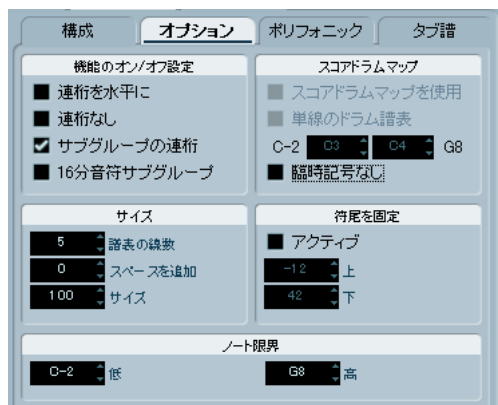 構成 オプション ポリフォニック タブ譜
機能のオン/オフ設定
連桁を水平に
連桁なし
サブグループの連桁
16分音符サブグループ
スコアドラムマップ
スコアドラムマップを使用
単線のドラム譜表
C-2 C3 C4 G8
臨時記号なし
サイズ
5 譜表の線数
0 スペースを追加
100 サイズ
符尾を固定
アクティブ
-12 上
42 下
ノート限界
C-2 低 G8 高